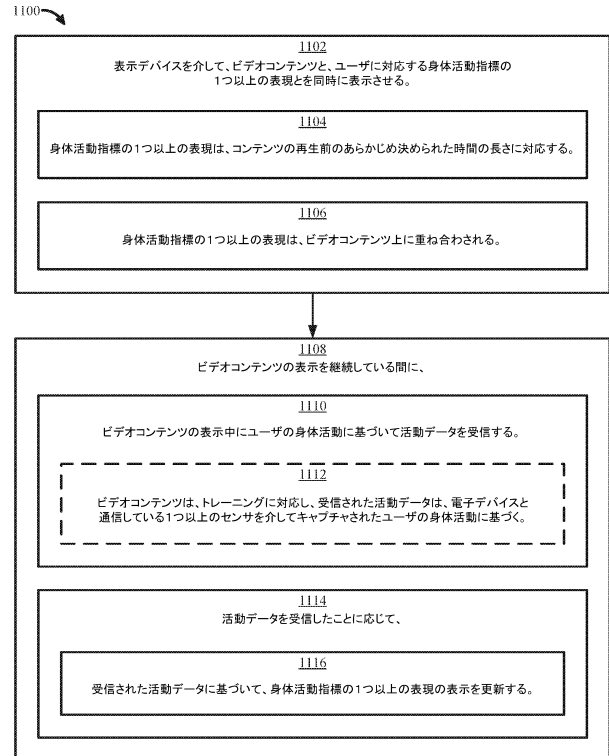 1100
1102
表示デバイスを介して、ビデオコンテンツと、ユーザに対応する身体活動指標の
1つ以上の表現とを同時に表示させる。
1104
身体活動指標の1つ以上の表現は、コンテンツの再生前のあらかじめ決められた時間の長さに対応する。
1106
身体活動指標の1つ以上の表現は、ビデオコンテンツ上に重ね合わされる。
1108
ビデオコンテンツの表示を継続している間に、
1110
ビデオコンテンツの表示中にユーザの身体活動に基づいて活動データを受信する。
1112
ビデオコンテンツは、トレーニングに対応し、受信された活動データは、電子デバイスと
通信している1つ以上のセンサを介してキャプチャされたユーザの身体活動に基づく。
1114
活動データを受信したことに応じて、
1116
受信された活動データに基づいて、身体活動指標の1つ以上の表現の表示を更新する。